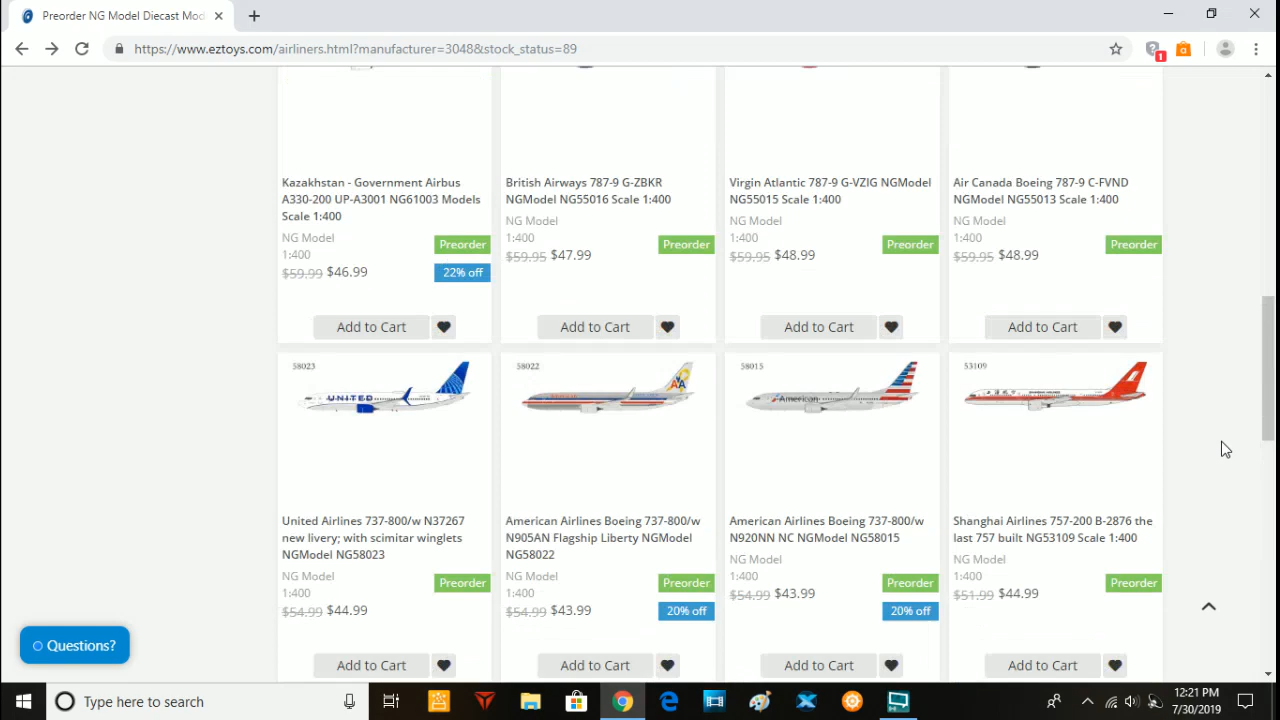 Preorder NG Model Diecast Mod
https://www.eztoys.com/airliners.html?manufacturer=3048&stock_status=89
1
Kazakhstan - Government Airbus
A330-200 UP-A3001 NG61003 Models
Scale 1:400
NG Model
1:400
Preorder
$59.99 $46.99
22% off
Add to Cart
British Airways 787-9 G-ZBKR
NGModel NG55016 Scale 1:400
NG Model
1:400
Preorder
$59.95 $47.99
Add to Cart
Virgin Atlantic 787-9 G-VZIG NGModel
NG55015 Scale 1:400
NG Model
1:400
Preorder
$59.95 $48.99
Add to Cart
Air Canada Boeing 787-9 C-FVND
NGModel NG55013 Scale 1:400
NG Model
1:400
Preorder
$59.95 $48.99
Add to Cart
58023
UNITED
United Airlines 737-800/w N37267
new livery; with scimitar winglets
NGModel NG58023
NG Model
1:400
Preorder
$54.99 $44.99
Add to Cart
58022
AA
American Airlines Boeing 737-800/w
N905AN Flagship Liberty NGModel
NG58022
NG Model
1:400
Preorder
$54.99 $43.99
20% off
Add to Cart
58015
American
American Airlines Boeing 737-800/w
N920NN NC NGModel NG58015
NG Model
1:400
Preorder
$54.99 $43.99
20% off
Add to Cart
53109
Shanghai Airlines 757-200 B-2876 the
last 757 built NG53109 Scale 1:400
NG Model
1:400
Preorder
$51.99 $44.99
Add to Cart
Questions?
Type here to search
12:21 PM
7/30/2019